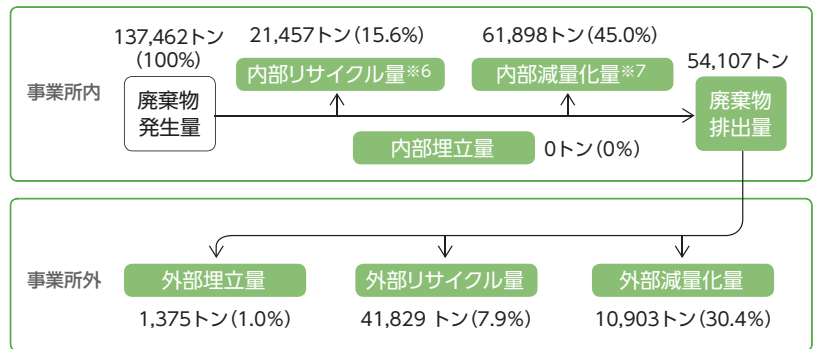 137,462トン
(100%)
21,457トン(15.6%)
61,898トン(45.0%)
54,107トン
事業所内
廃棄物
発生量
内部リサイクル量※6
内部減量化量※7
廃棄物
排出量
内部埋立量 0トン(0%)
事業所外
外部埋立量
外部リサイクル量
外部減量化量
1,375トン(1.0%)
41,829 トン(7.9%)
10,903トン(30.4%)